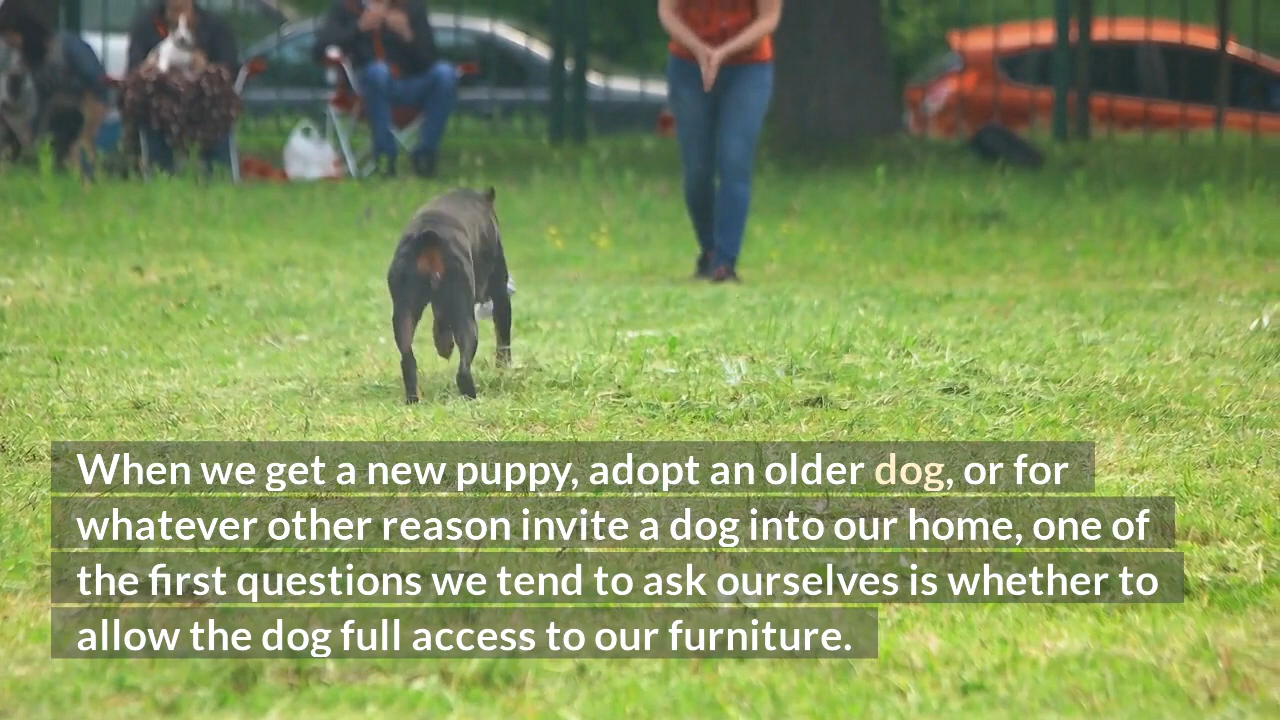 When we get a new puppy, adopt an older dog, or for
whatever other reason invite a dog into our home, one of
the first questions we tend to ask ourselves is whether to
allow the dog full access to our furniture.